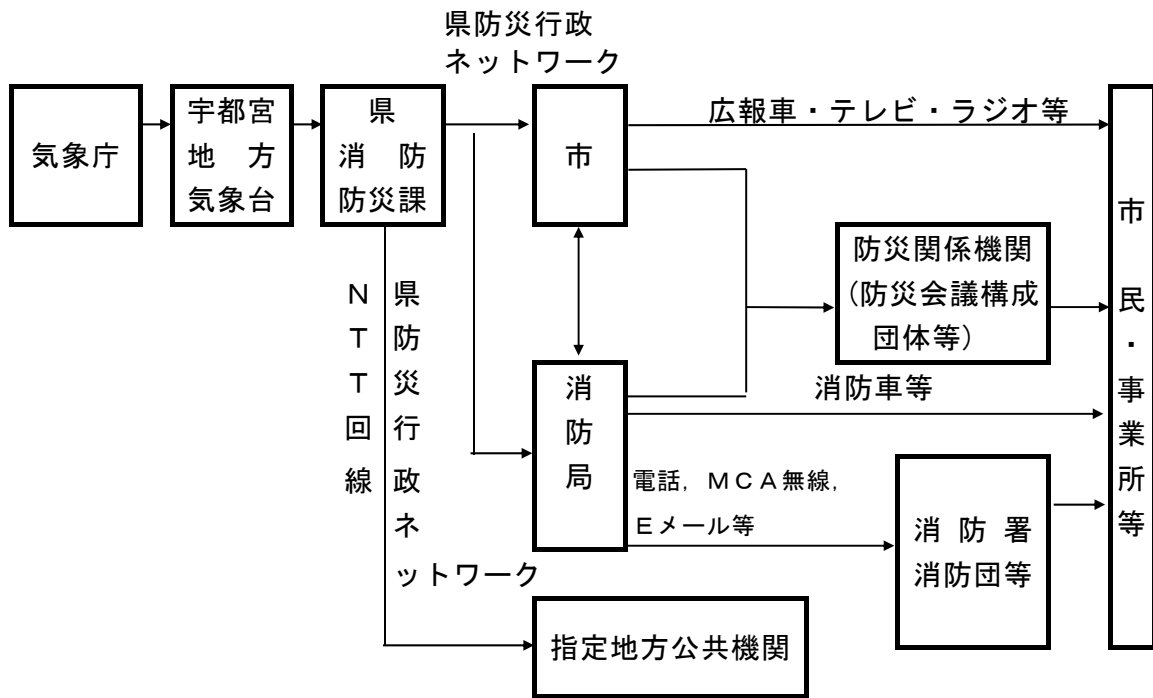 県防災行政
ネットワーク
気象庁
宇都宮
地方
気象台
県
消防
防災課
市
広報車・テレビ・ラジオ等
防災関係機関
(防災会議構成
団体等)
消防車等
消防局
電話，ＭＣＡ無線，
Ｅメール等
消防署
消防団等
市民・事業所等
ＮＴＴ回線
県防災行政ネットワーク
指定地方公共機関